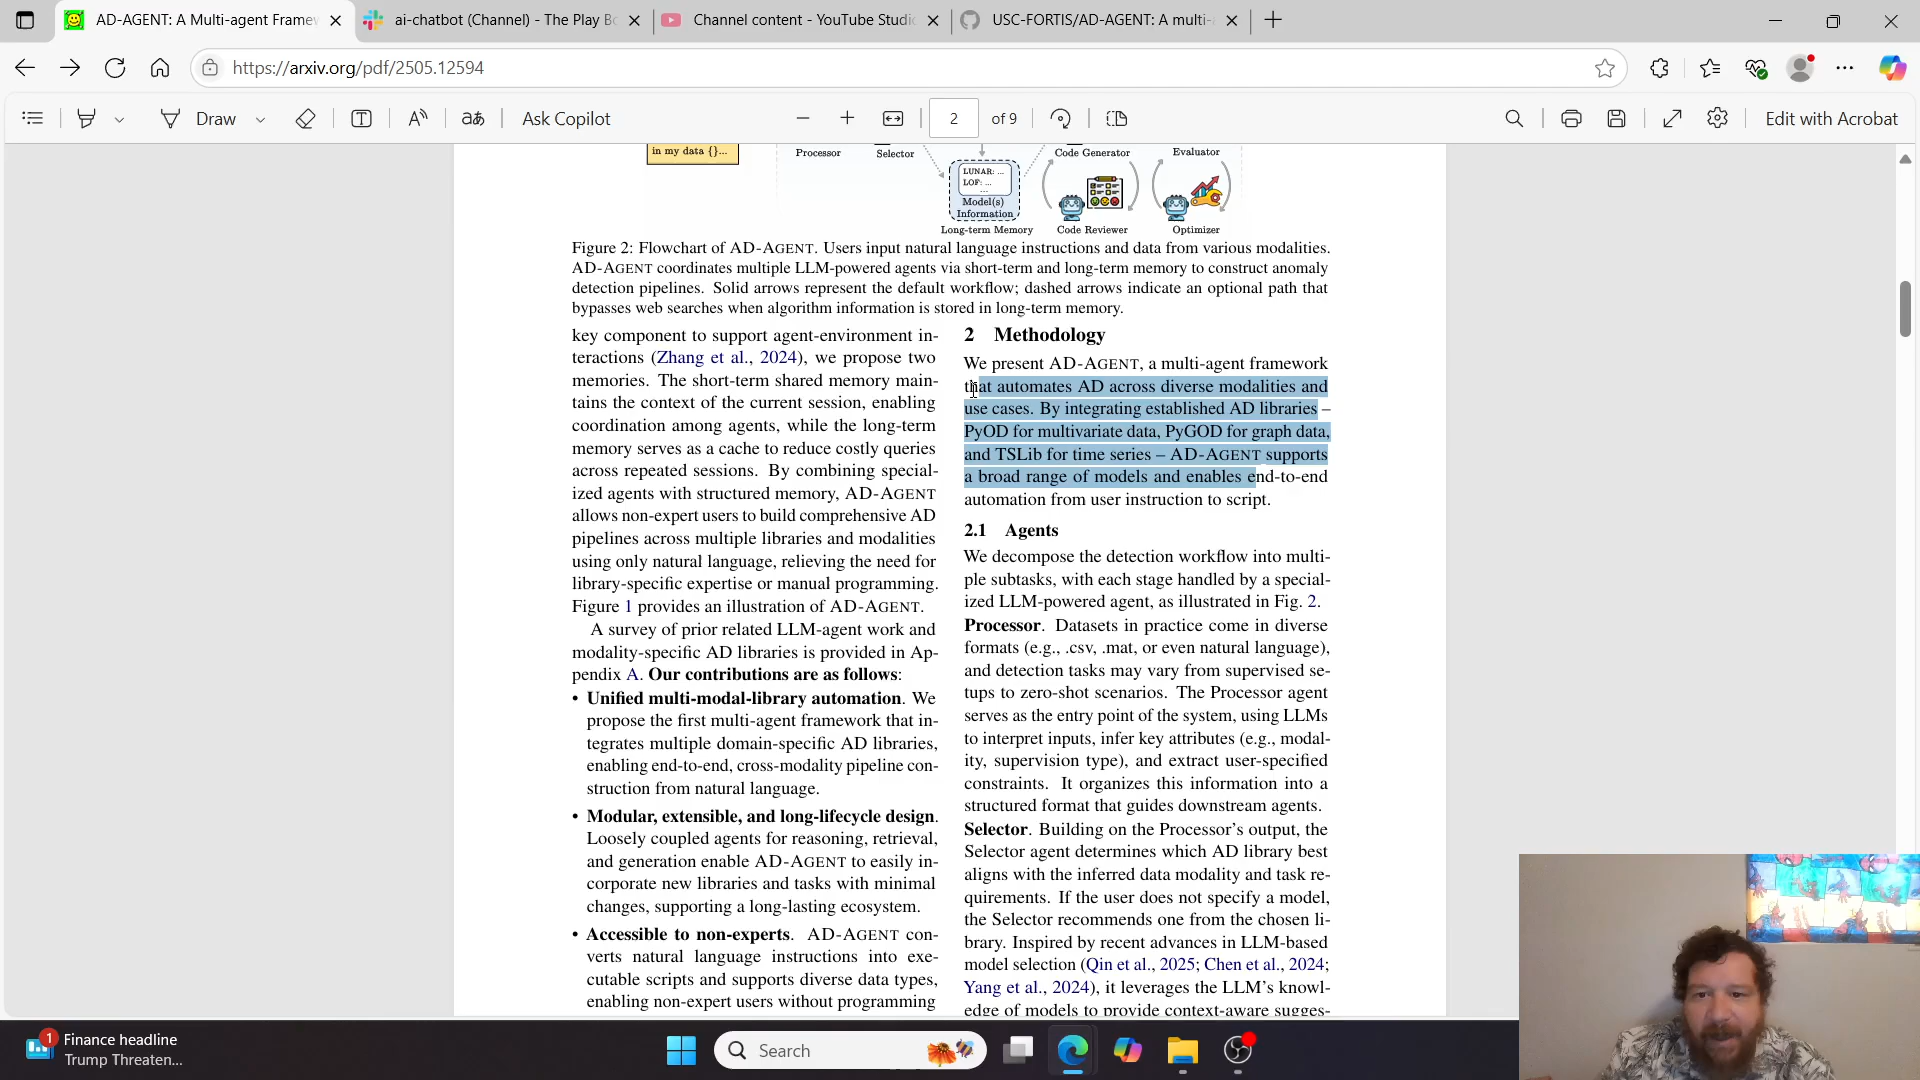 AD-AGENT: A Multi-agent Framew
ai-chatbot (Channel) - The Play B
Channel content - YouTube Studi
USC-FORTIS/AD-AGENT: A multi-
https://arxiv.org/pdf/2505.12594
Draw
Ask Copilot
2
of 9
Edit with Acrobat
in my data {}...
Processor
Selector
Code Generator
Evaluator
LUNAR: ...
LOF: ...
...
Model(s)
Information
Long-term Memory
Code Reviewer
Optimizer
Figure 2: Flowchart of AD-AGENT. Users input natural language instructions and data from various modalities.
AD-AGENT coordinates multiple LLM-powered agents via short-term and long-term memory to construct anomaly
detection pipelines. Solid arrows represent the default workflow; dashed arrows indicate an optional path that
bypasses web searches when algorithm information is stored in long-term memory.
key component to support agent-environment in-
teractions (Zhang et al., 2024), we propose two
memories. The short-term shared memory main-
tains the context of the current session, enabling
coordination among agents, while the long-term
memory serves as a cache to reduce costly queries
across repeated sessions. By combining special-
ized agents with structured memory, AD-AGENT
allows non-expert users to build comprehensive AD
pipelines across multiple libraries and modalities
using only natural language, relieving the need for
library-specific expertise or manual programming.
Figure 1 provides an illustration of AD-AGENT.
A survey of prior related LLM-agent work and
modality-specific AD libraries is provided in Ap-
pendix A. Our contributions are as follows:
• Unified multi-modal-library automation. We
propose the first multi-agent framework that in-
tegrates multiple domain-specific AD libraries,
enabling end-to-end, cross-modality pipeline con-
struction from natural language.
• Modular, extensible, and long-lifecycle design.
Loosely coupled agents for reasoning, retrieval,
and generation enable AD-AGENT to easily in-
corporate new libraries and tasks with minimal
changes, supporting a long-lasting ecosystem.
• Accessible to non-experts. AD-AGENT con-
verts natural language instructions into exe-
cutable scripts and supports diverse data types,
enabling non-expert users without programming
2 Methodology
We present AD-AGENT, a multi-agent framework
that automates AD across diverse modalities and
use cases. By integrating established AD libraries –
PyOD for multivariate data, PyGOD for graph data,
and TSLib for time series – AD-AGENT supports
a broad range of models and enables end-to-end
automation from user instruction to script.
2.1 Agents
We decompose the detection workflow into multi-
ple subtasks, with each stage handled by a special-
ized LLM-powered agent, as illustrated in Fig. 2.
Processor. Datasets in practice come in diverse
formats (e.g., .csv, .mat, or even natural language),
and detection tasks may vary from supervised se-
tups to zero-shot scenarios. The Processor agent
serves as the entry point of the system, using LLMs
to interpret inputs, infer key attributes (e.g., modal-
ity, supervision type), and extract user-specified
constraints. It organizes this information into a
structured format that guides downstream agents.
Selector. Building on the Processor's output, the
Selector agent determines which AD library best
aligns with the inferred data modality and task re-
quirements. If the user does not specify a model,
the Selector recommends one from the chosen li-
brary. Inspired by recent advances in LLM-based
model selection (Qin et al., 2025; Chen et al., 2024;
Yang et al., 2024), it leverages the LLM's knowl-
edge of models to provide context-aware sugges-
1
Finance headline
Trump Threaten...
Search